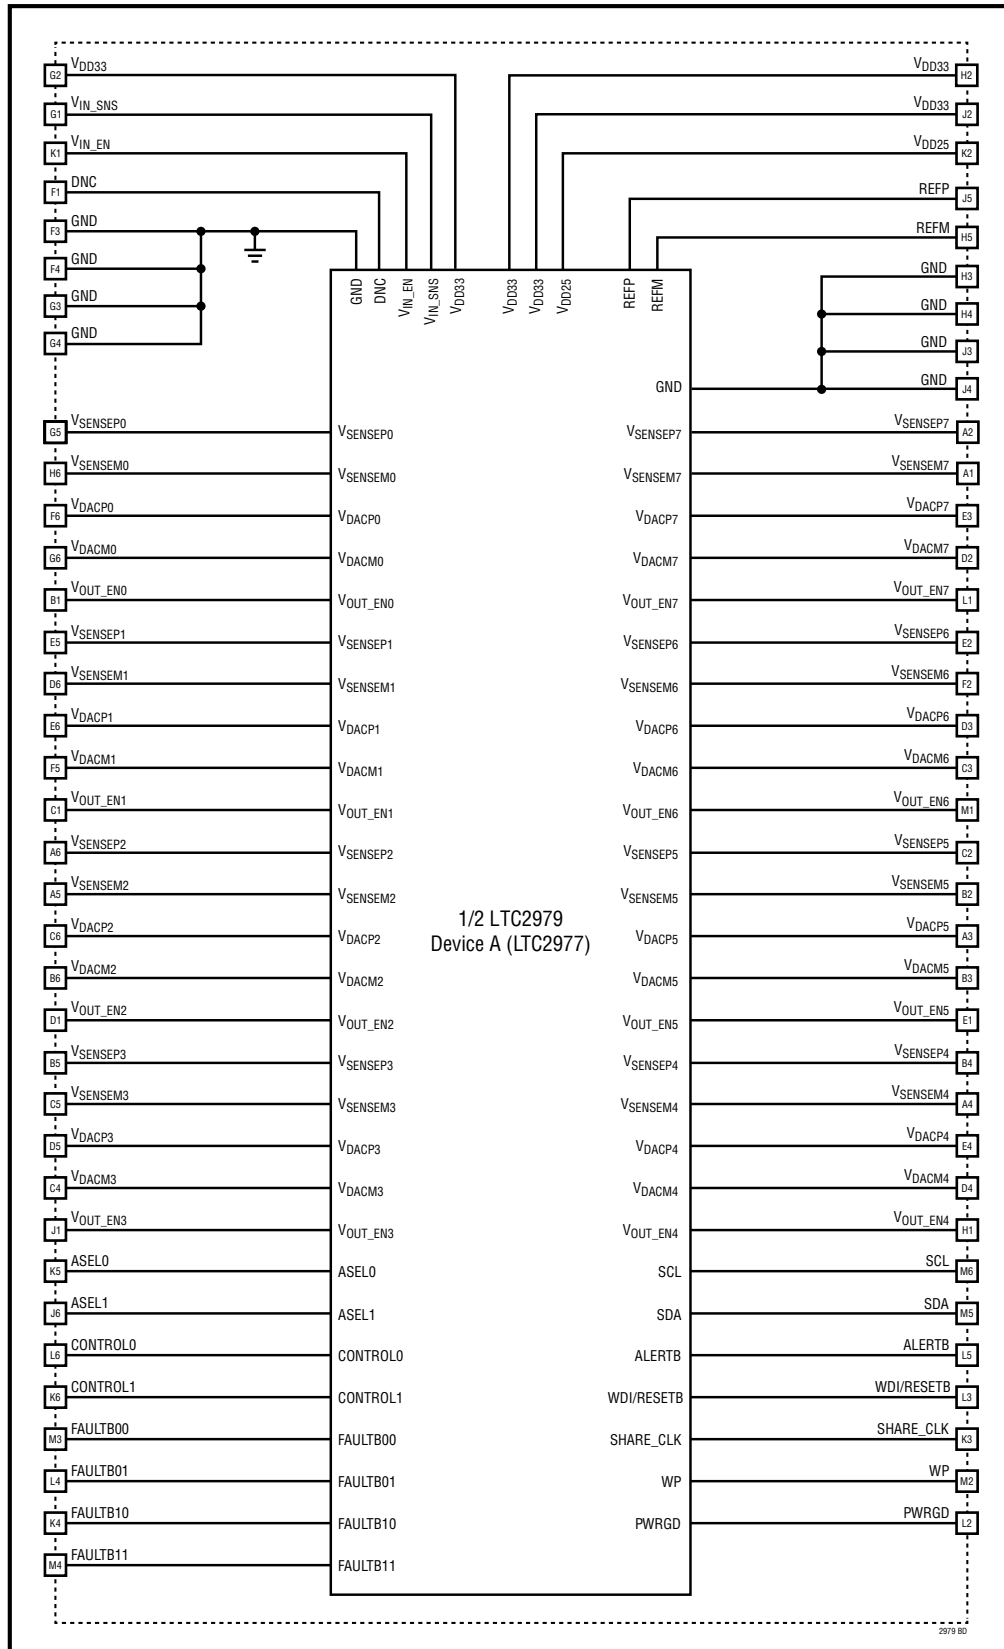 G2 VDD33
G1 VIN_SNS
K1 VIN_EN
F1 DNC
F3 GND
F4 GND
G3 GND
G4 GND
VDD33 H2
VDD33 J2
VDD25 K2
REFP J5
REFM H5
GND H3
GND H4
GND J3
GND J4
GND
DNC
VIN_EN
VIN_SNS
VDD33
VDD33
VDD33
VDD25
REFP
REFM
GND
G5 VSENSEP0 VSENSEP0 VSENSEP7 VSENSEP7 A2
H6 VSENSEM0 VSENSEM0 VSENSEM7 VSENSEM7 A1
F6 VDACP0 VDACP0 VDACP7 VDACP7 E3
G6 VDACM0 VDACM0 VDACM7 VDACM7 D2
B1 VOUT_EN0 VOUT_EN0 VOUT_EN7 VOUT_EN7 L1
E5 VSENSEP1 VSENSEP1 VSENSEP6 VSENSEP6 E2
D6 VSENSEM1 VSENSEM1 VSENSEM6 VSENSEM6 F2
E6 VDACP1 VDACP1 VDACP6 VDACP6 D3
F5 VDACM1 VDACM1 VDACM6 VDACM6 C3
C1 VOUT_EN1 VOUT_EN1 VOUT_EN6 VOUT_EN6 M1
A6 VSENSEP2 VSENSEP2 VSENSEP5 VSENSEP5 C2
A5 VSENSEM2 VSENSEM2 VSENSEM5 VSENSEM5 B2
1/2 LTC2979
Device A (LTC2977)
C6 VDACP2 VDACP2 VDACP5 VDACP5 A3
B6 VDACM2 VDACM2 VDACM5 VDACM5 B3
D1 VOUT_EN2 VOUT_EN2 VOUT_EN5 VOUT_EN5 E1
B5 VSENSEP3 VSENSEP3 VSENSEP4 VSENSEP4 B4
C5 VSENSEM3 VSENSEM3 VSENSEM4 VSENSEM4 A4
D5 VDACP3 VDACP3 VDACP4 VDACP4 E4
C4 VDACM3 VDACM3 VDACM4 VDACM4 D4
J1 VOUT_EN3 VOUT_EN3 VOUT_EN4 VOUT_EN4 H1
K5 ASEL0 ASEL0 SCL SCL M6
J6 ASEL1 ASEL1 SDA SDA M5
L6 CONTROL0 CONTROL0 ALERTB ALERTB L5
K6 CONTROL1 CONTROL1 WDI/RESETB WDI/RESETB L3
M3 FAULTB00 FAULTB00 SHARE_CLK SHARE_CLK K3
L4 FAULTB01 FAULTB01 WP WP M2
K4 FAULTB10 FAULTB10 PWRGD PWRGD L2
M4 FAULTB11 FAULTB11
2979 BD